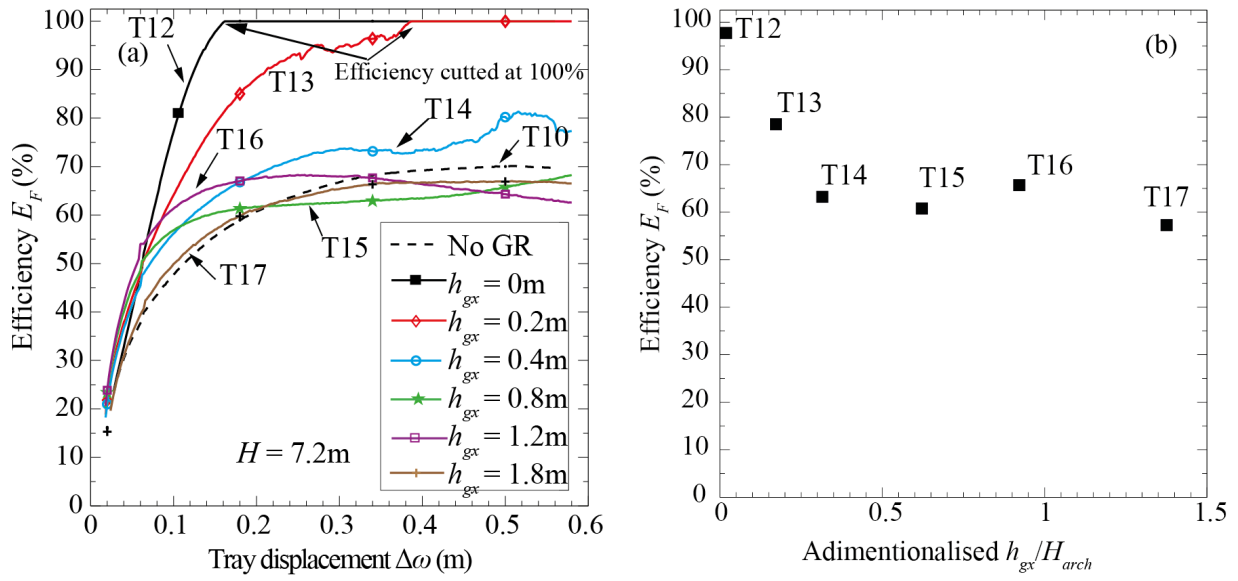 100
90
80
70
60
50
40
30
20
10
0
Efficiency E_F (%)
(a)
T12
T13
T14
T16
T10
T15
T17
Efficiency cutted at 100%
No GR
h_gx = 0m
h_gx = 0.2m
h_gx = 0.4m
h_gx = 0.8m
h_gx = 1.2m
h_gx = 1.8m
H = 7.2m
0 0.1 0.2 0.3 0.4 0.5 0.6
Tray displacement Δω (m)
100
90
80
70
60
50
40
30
20
10
0
Efficiency E_F (%)
(b)
T12
T13
T14
T15
T16
T17
0 0.5 1 1.5
Adimentionalised h_gx/H_arch